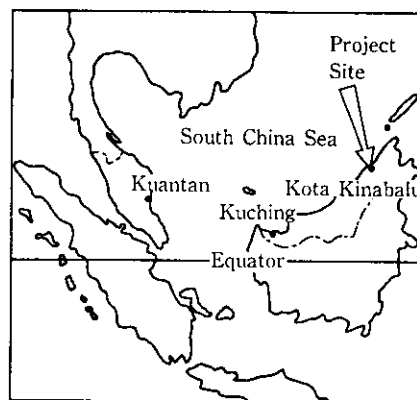 Project
Site
South China Sea
Kuantan
Kota Kinabalu
Kuching
Equator